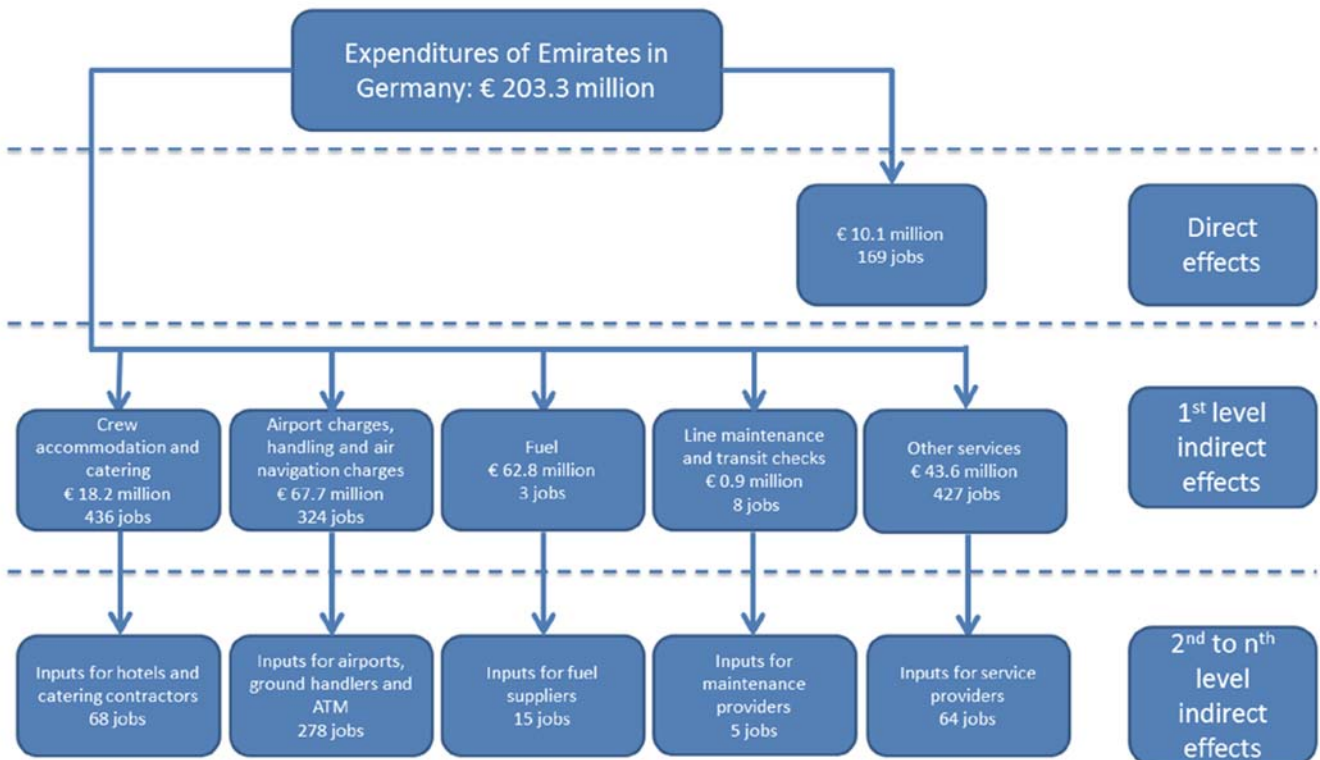 Expenditures of Emirates in
Germany: € 203.3 million
€ 10.1 million
169 jobs
Direct
effects
Crew
accommodation and
catering
€ 18.2 million
436 jobs
Airport charges,
handling and air
navigation charges
€ 67.7 million
324 jobs
Fuel
€ 62.8 million
3 jobs
Line maintenance
and transit checks
€ 0.9 million
8 jobs
Other services
€ 43.6 million
427 jobs
1st level
indirect
effects
Inputs for hotels and
catering contractors
68 jobs
Inputs for airports,
ground handlers and
ATM
278 jobs
Inputs for fuel
suppliers
15 jobs
Inputs for
maintenance
providers
5 jobs
Inputs for service
providers
64 jobs
2nd to nth
level
indirect
effects